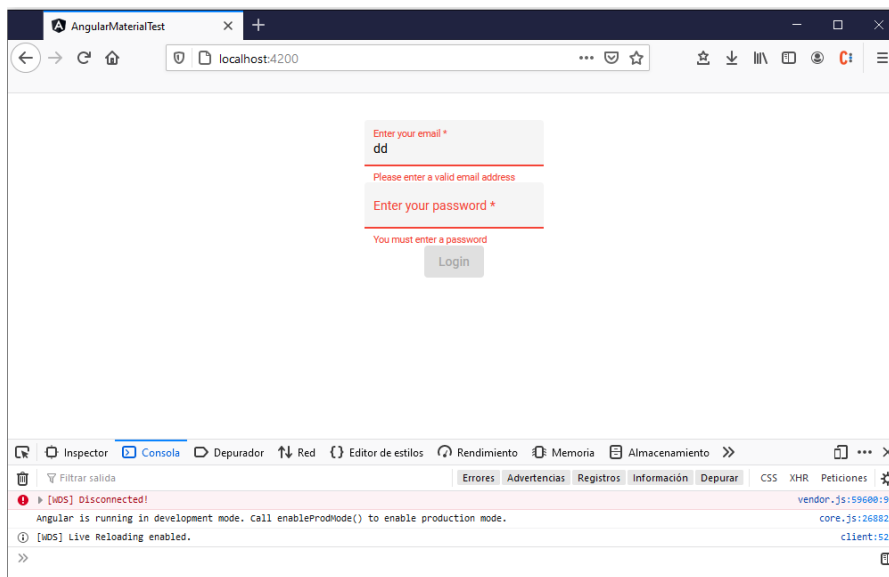 AngularMaterialTest
localhost:4200
Enter your email *
dd
Please enter a valid email address
Enter your password *
You must enter a password
Login
Inspector Consola Depurador Red Editor de estilos Rendimiento Memoria Almacenamiento
Filtrar salida Errores Advertencias Registros Información Depurar CSS XHR Peticiones
[WDS] Disconnected! vendor.js:59600:9
Angular is running in development mode. Call enableProdMode() to enable production mode. core.js:26882
[WDS] Live Reloading enabled. client:52